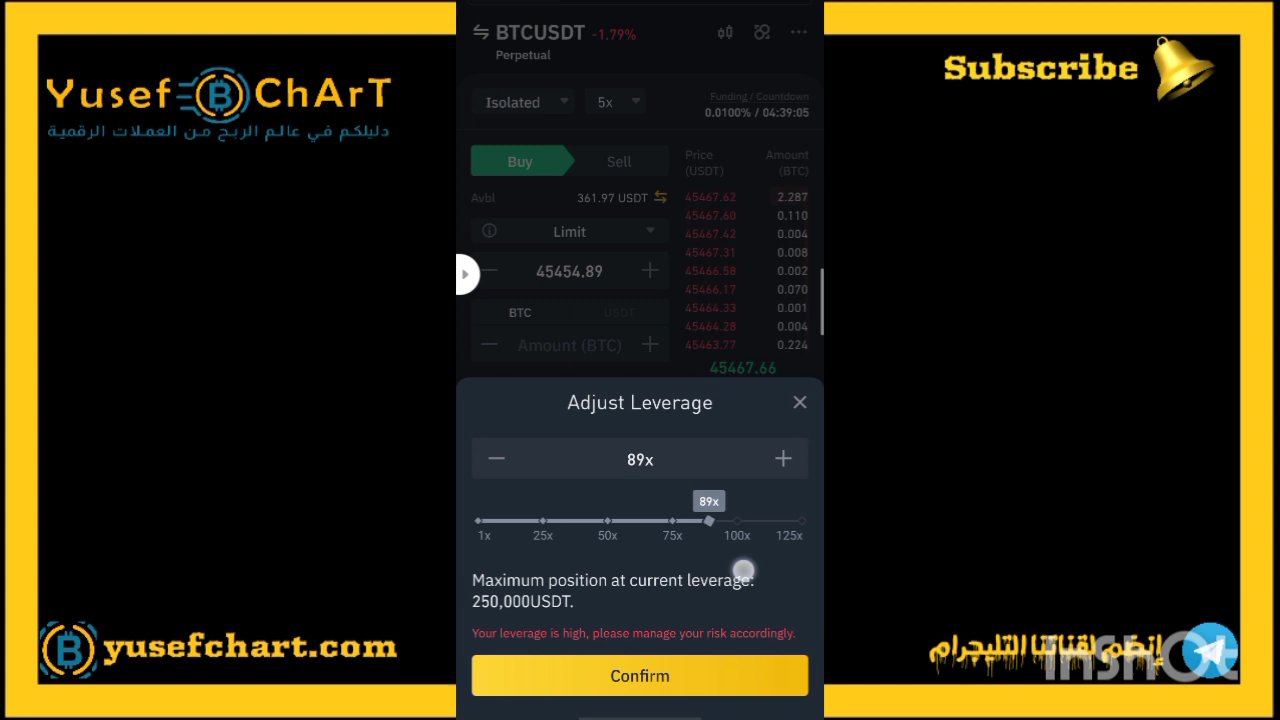 Yusef ChArT
دليلكم في عالم الربح من العملات الرقمية
Subscribe
BTCUSDT -1.79%
Perpetual
Isolated
5x
Funding / Countdown
0.0100% / 04:39:05
Buy
Sell
Avbl
361.97 USDT
Limit
45454.89
BTC
USDT
Amount (BTC)
Price
(USDT)
Amount
(BTC)
45467.62 2.287
45467.60 0.110
45467.42 0.004
45467.31 0.008
45466.58 0.002
45466.17 0.070
45464.33 0.001
45464.28 0.004
45463.77 0.224
45467.66
Adjust Leverage
89x
89x
1x 25x 50x 75x 100x 125x
Maximum position at current leverage:
250,000USDT.
Your leverage is high, please manage your risk accordingly.
Confirm
yusefchart.com
إنضم لقناتنا التليجرام
InShOt